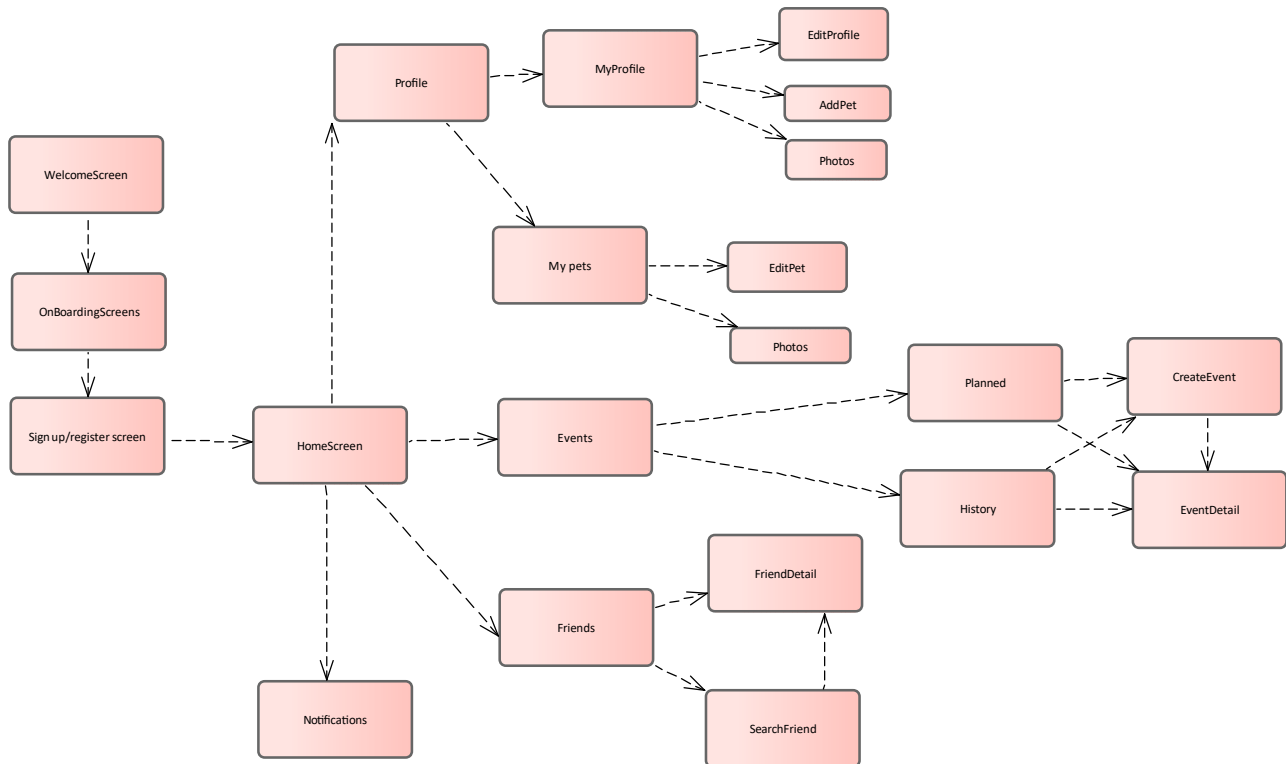 EditProfile
MyProfile
Profile
AddPet
Photos
WelcomeScreen
My pets
EditPet
OnBoardingScreens
Photos
Planned
CreateEvent
Sign up/register screen
HomeScreen
Events
History
EventDetail
FriendDetail
Friends
Notifications
SearchFriend